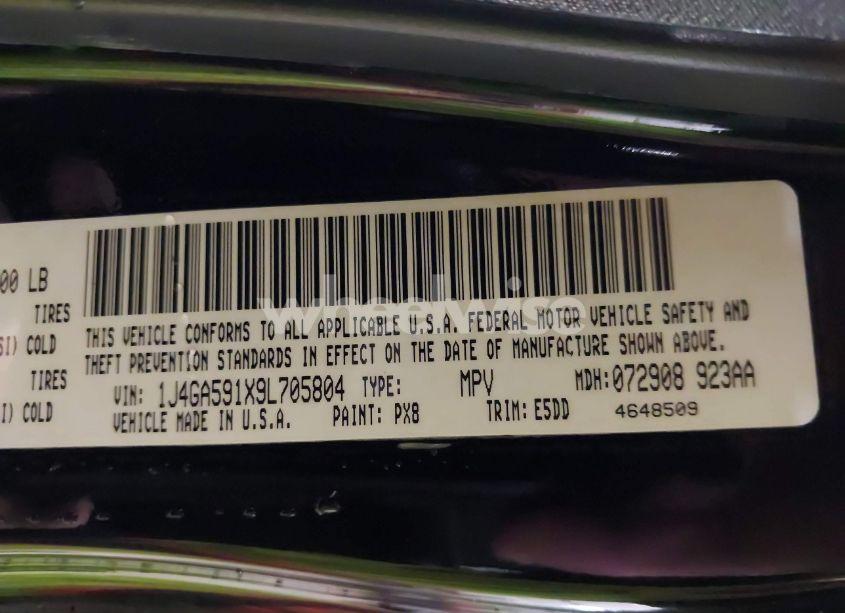 00 LB
TIRES
SI) COLD
TIRES
I) COLD
wheelwise
THIS VEHICLE CONFORMS TO ALL APPLICABLE U.S.A. FEDERAL MOTOR VEHICLE SAFETY AND
THEFT PREVENTION STANDARDS IN EFFECT ON THE DATE OF MANUFACTURE SHOWN ABOVE.
VIN: 1J4GA591X9L705804 TYPE: MPV MDH:072908 923AA
VEHICLE MADE IN U.S.A. PAINT: PX8 TRIM: E5DD 4648509